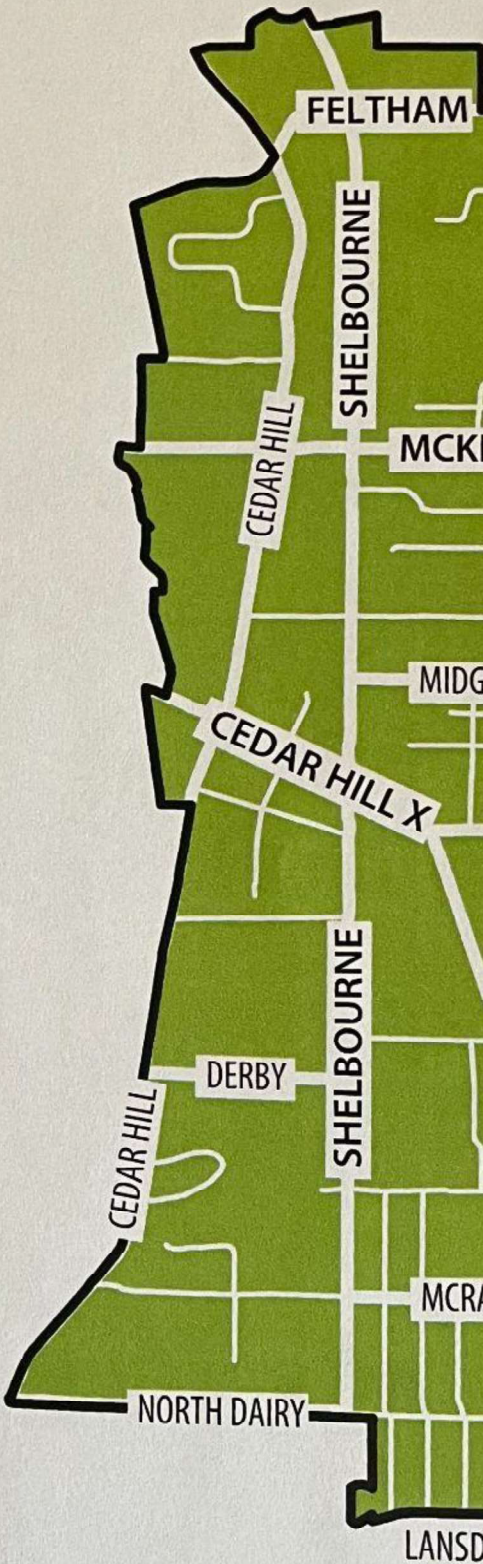 FELTHAM
SHELBOURNE
CEDAR HILL
MCK
MIDG
CEDAR HILL X
SHELBOURNE
DERBY
CEDAR HILL
MCRA
NORTH DAIRY
LANSD